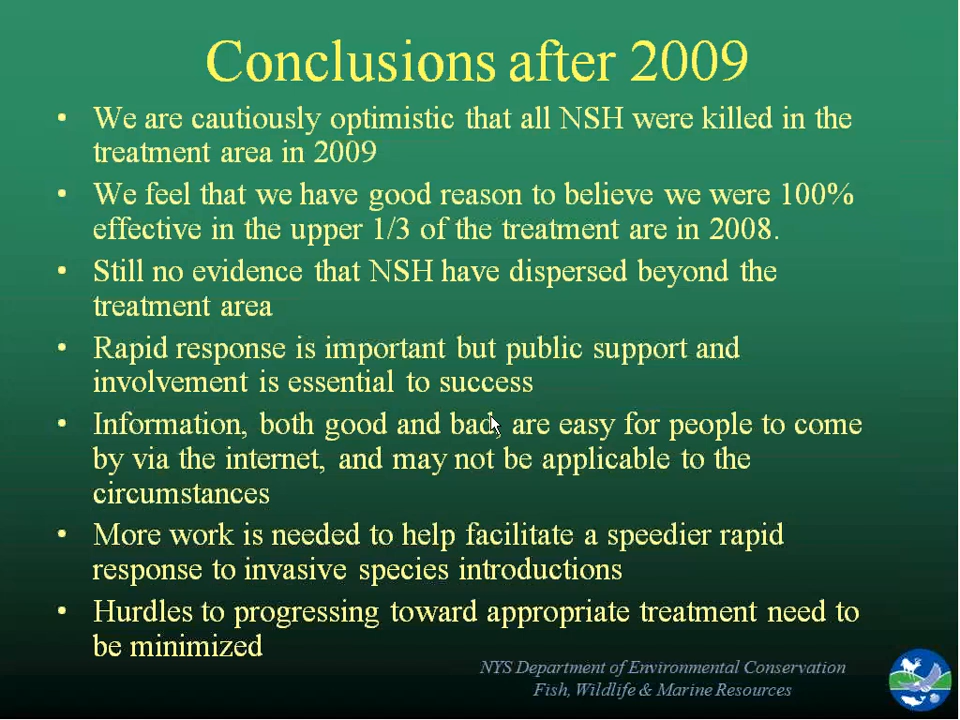 Conclusions after 2009
• We are cautiously optimistic that all NSH were killed in the
treatment area in 2009
• We feel that we have good reason to believe we were 100%
effective in the upper 1/3 of the treatment are in 2008.
• Still no evidence that NSH have dispersed beyond the
treatment area
• Rapid response is important but public support and
involvement is essential to success
• Information, both good and bad, are easy for people to come
by via the internet, and may not be applicable to the
circumstances
• More work is needed to help facilitate a speedier rapid
response to invasive species introductions
• Hurdles to progressing toward appropriate treatment need to
be minimized
NYS Department of Environmental Conservation
Fish, Wildlife & Marine Resources